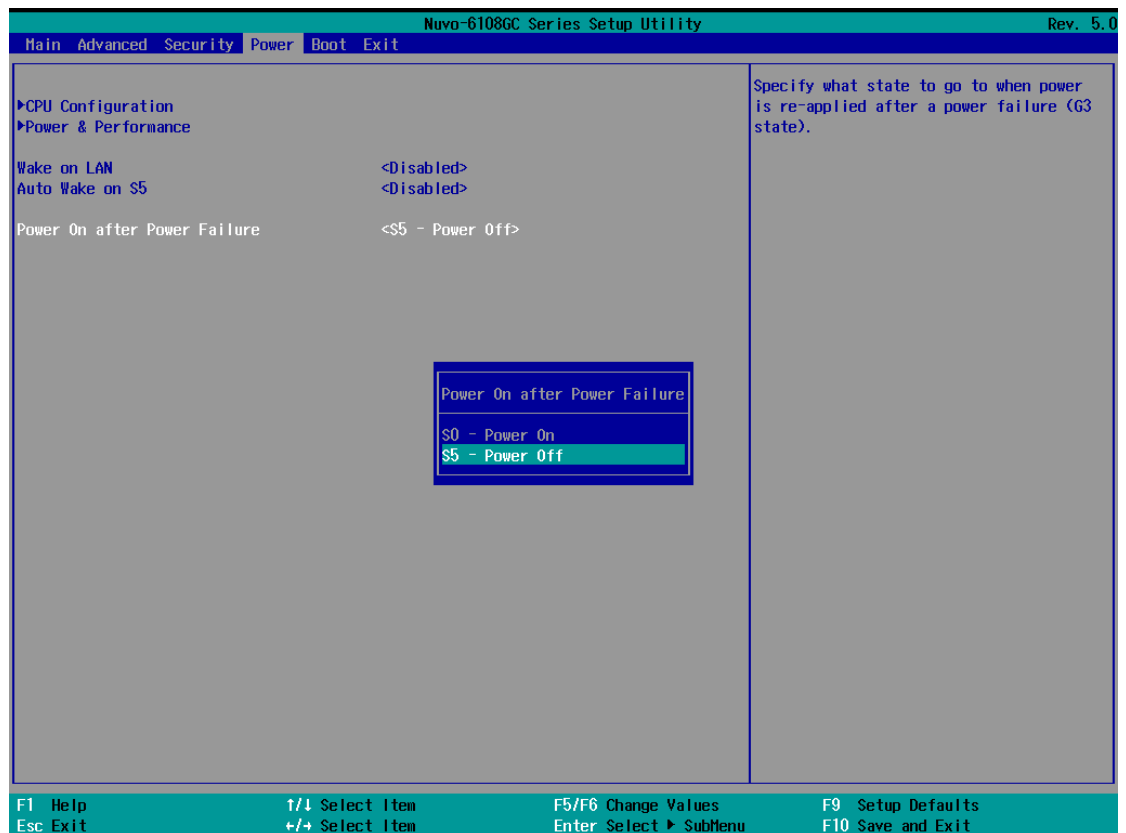 Nuvo-6108GC Series Setup Utility Rev. 5.0
Main Advanced Security Power Boot Exit
Specify what state to go to when power
is re-applied after a power failure (G3
state).
▶CPU Configuration
▶Power & Performance
Wake on LAN <Disabled>
Auto Wake on S5 <Disabled>
Power On after Power Failure <S5 - Power Off>
Power On after Power Failure
S0 - Power On
S5 - Power Off
F1 Help ↑/↓ Select Item F5/F6 Change Values F9 Setup Defaults
Esc Exit ←/→ Select Item Enter Select ▶ SubMenu F10 Save and Exit